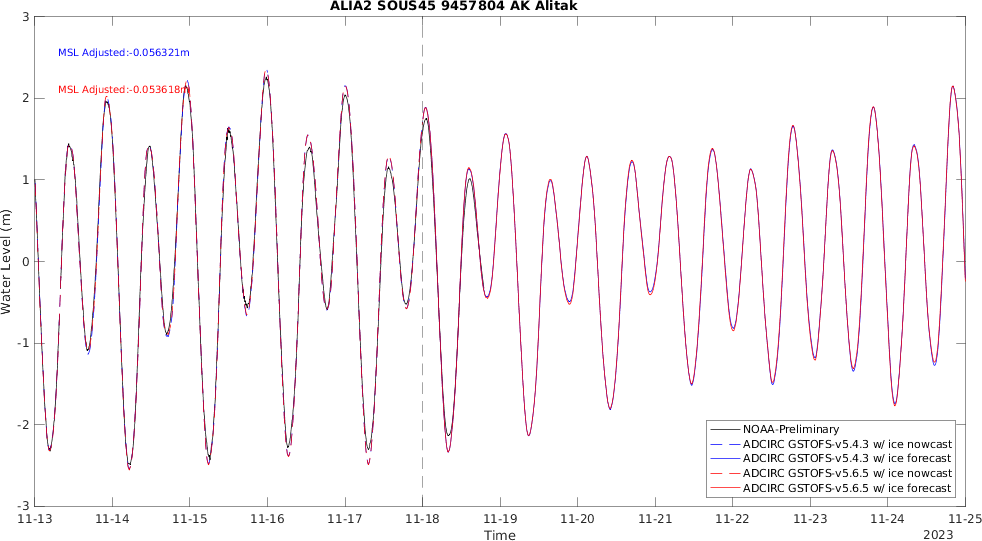 ALIA2 SOUS45 9457804 AK Alitak
MSL Adjusted:-0.056321m
MSL Adjusted:-0.053618m
Water Level (m)
3
2
1
0
-1
-2
-3
NOAA-Preliminary
ADCIRC GSTOFS-v5.4.3 w/ ice nowcast
ADCIRC GSTOFS-v5.4.3 w/ ice forecast
ADCIRC GSTOFS-v5.6.5 w/ ice nowcast
ADCIRC GSTOFS-v5.6.5 w/ ice forecast
11-13 11-14 11-15 11-16 11-17 11-18 11-19 11-20 11-21 11-22 11-23 11-24 11-25
Time
2023